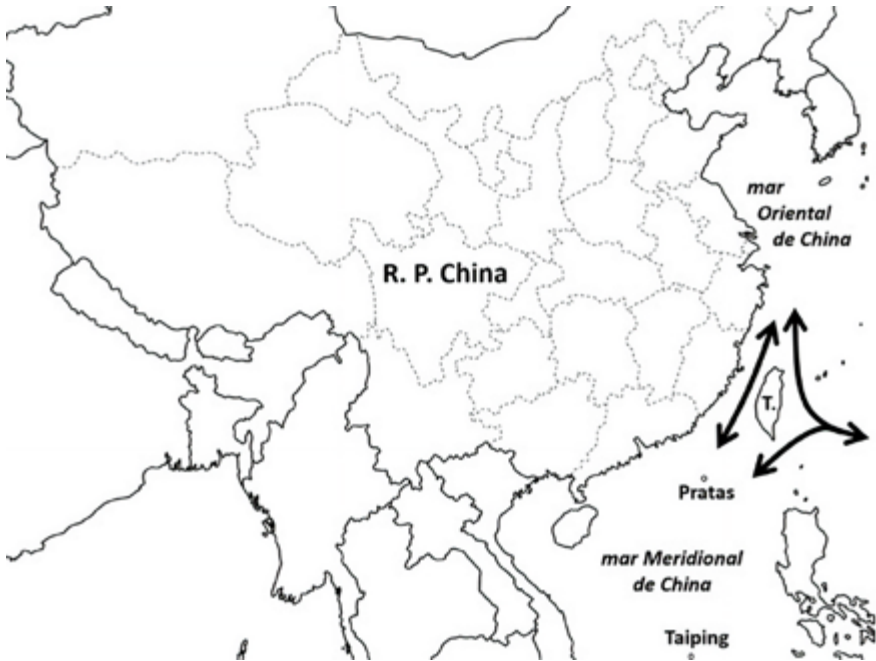 mar
Oriental
de China
R. P. China
T.
Pratas
mar Meridional
de China
Taiping